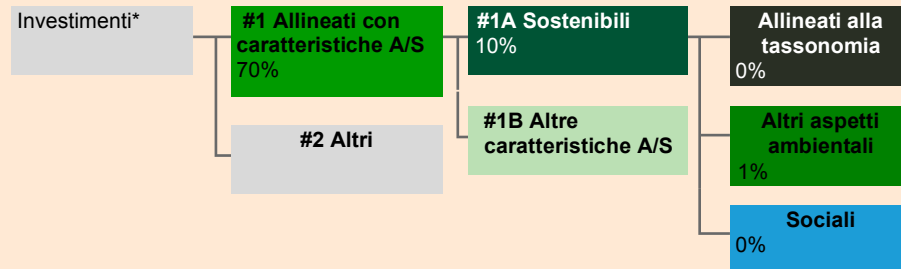 Investimenti*
#1 Allineati con
caratteristiche A/S
70%
#2 Altri
#1A Sostenibili
10%
#1B Altre
caratteristiche A/S
Allineati alla
tassonomia
0%
Altri aspetti
ambientali
1%
Sociali
0%